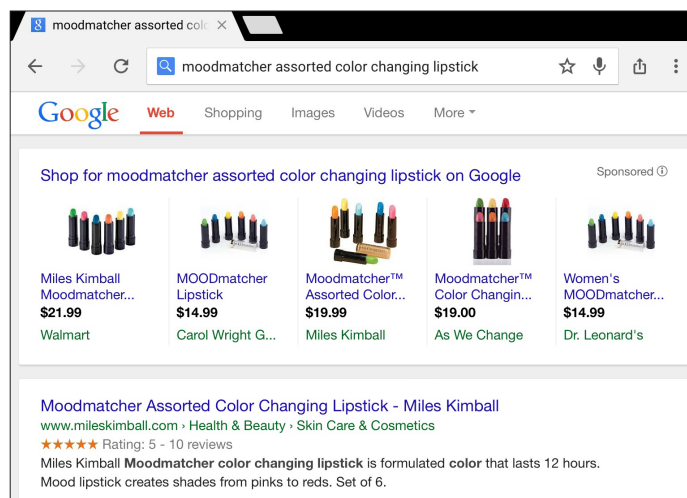 moodmatcher assorted colo
moodmatcher assorted color changing lipstick
Google Web Shopping Images Videos More
Shop for moodmatcher assorted color changing lipstick on Google Sponsored
Miles Kimball
Moodmatcher...
$21.99
Walmart
MOODmatcher
Lipstick
$14.99
Carol Wright G...
Moodmatcher™
Assorted Color...
$19.99
Miles Kimball
Moodmatcher™
Color Changin...
$19.00
As We Change
Women's
MOODmatcher...
$14.99
Dr. Leonard's
Moodmatcher Assorted Color Changing Lipstick - Miles Kimball
www.mileskimball.com › Health & Beauty › Skin Care & Cosmetics
★★★★★ Rating: 5 - 10 reviews
Miles Kimball Moodmatcher color changing lipstick is formulated color that lasts 12 hours.
Mood lipstick creates shades from pinks to reds. Set of 6.